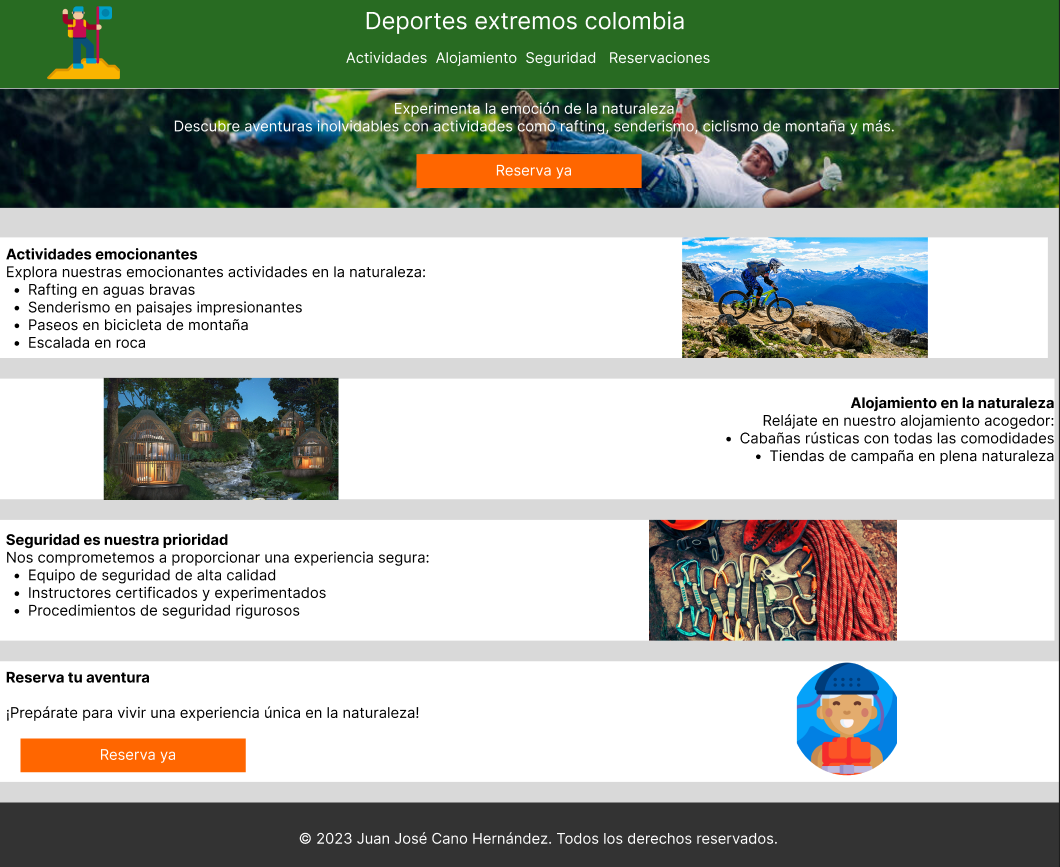 Deportes extremos colombia
Actividades Alojamiento Seguridad Reservaciones
Experimenta la emoción de la naturaleza
Descubre aventuras inolvidables con actividades como rafting, senderismo, ciclismo de montaña y más.
Reserva ya
Actividades emocionantes
Explora nuestras emocionantes actividades en la naturaleza:
• Rafting en aguas bravas
• Senderismo en paisajes impresionantes
• Paseos en bicicleta de montaña
• Escalada en roca
Alojamiento en la naturaleza
Relájate en nuestro alojamiento acogedor:
• Cabañas rústicas con todas las comodidades
• Tiendas de campaña en plena naturaleza
Seguridad es nuestra prioridad
Nos comprometemos a proporcionar una experiencia segura:
• Equipo de seguridad de alta calidad
• Instructores certificados y experimentados
• Procedimientos de seguridad rigurosos
Reserva tu aventura
¡Prepárate para vivir una experiencia única en la naturaleza!
Reserva ya
© 2023 Juan José Cano Hernández. Todos los derechos reservados.